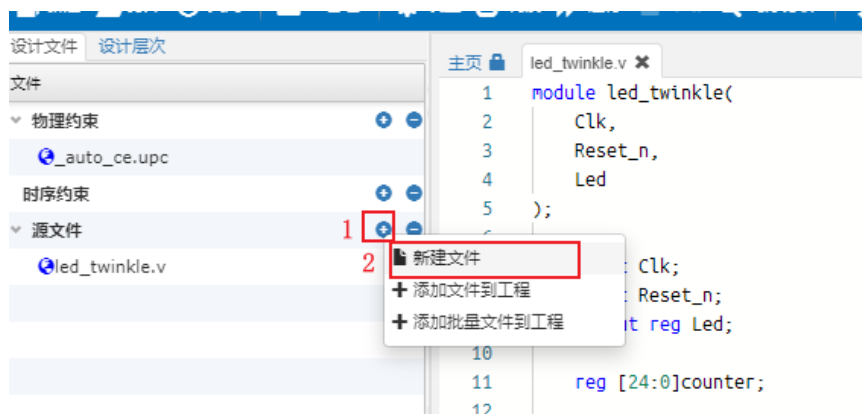 设计文件 设计层次
文件
物理约束
_auto_ce.upc
时序约束
源文件 1
led_twinkle.v
2 新建文件
添加文件到工程
添加批量文件到工程
主页 led_twinkle.v
1 module led_twinkle(
2 Clk,
3 Reset_n,
4 Led
5 );
Clk;
Reset_n;
reg Led;
10
11 reg [24:0]counter;
12